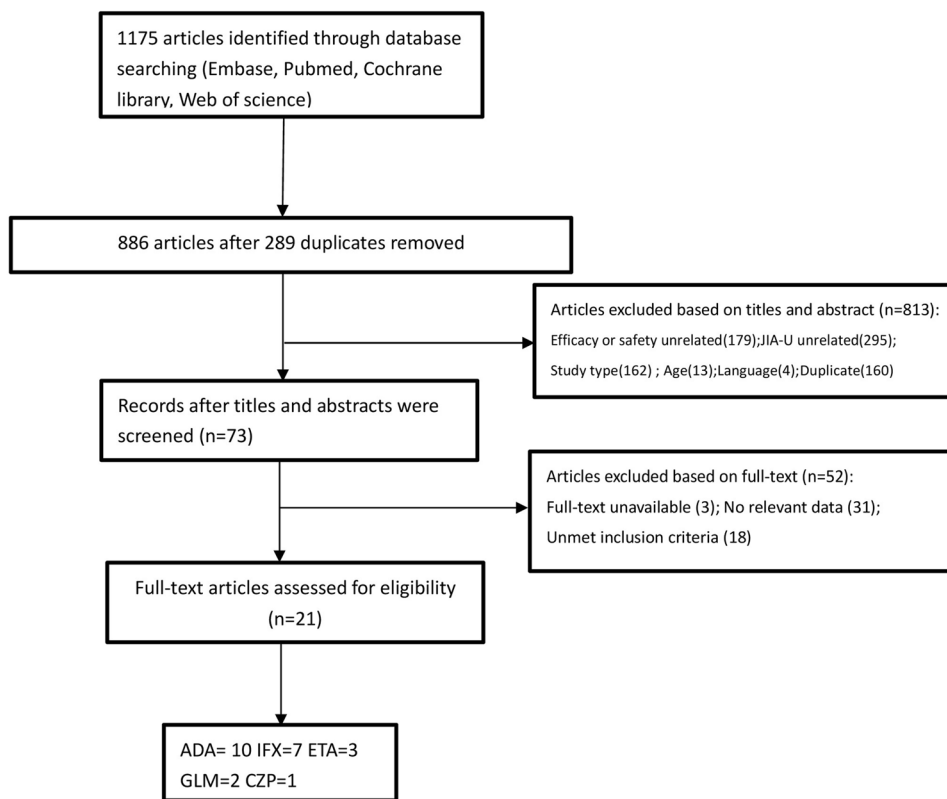 1175 articles identified through database
searching (Embase, Pubmed, Cochrane
library, Web of science)
886 articles after 289 duplicates removed
Articles excluded based on titles and abstract (n=813):
Efficacy or safety unrelated(179);JIA-U unrelated(295);
Study type(162) ; Age(13);Language(4);Duplicate(160)
Records after titles and abstracts were
screened (n=73)
Articles excluded based on full-text (n=52):
Full-text unavailable (3); No relevant data (31);
Unmet inclusion criteria (18)
Full-text articles assessed for eligibility
(n=21)
ADA= 10 IFX=7 ETA=3
GLM=2 CZP=1